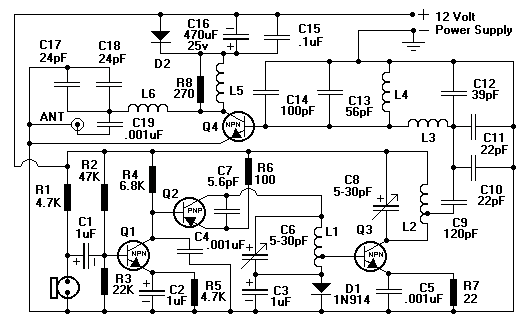 C16
470uF
25v
C15
.1uF
+ 12 Volt
Power Supply
−
C17
24pF
C18
24pF
D2
R8
270
L5
L6
C14
100pF
C13
56pF
L4
C12
39pF
ANT
C19
.001uF
Q4
NPN
L3
C11
22pF
R1
4.7K
R2
47K
R4
6.8K
C7
5.6pF
R6
100
C8
5-30pF
C10
22pF
Q2
PNP
L2
C9
120pF
C1
1uF
Q1
NPN
C4
.001uF
C6
5-30pF
L1
Q3
NPN
R3
22K
C2
1uF
R5
4.7K
C3
1uF
D1
1N914
C5
.001uF
R7
22